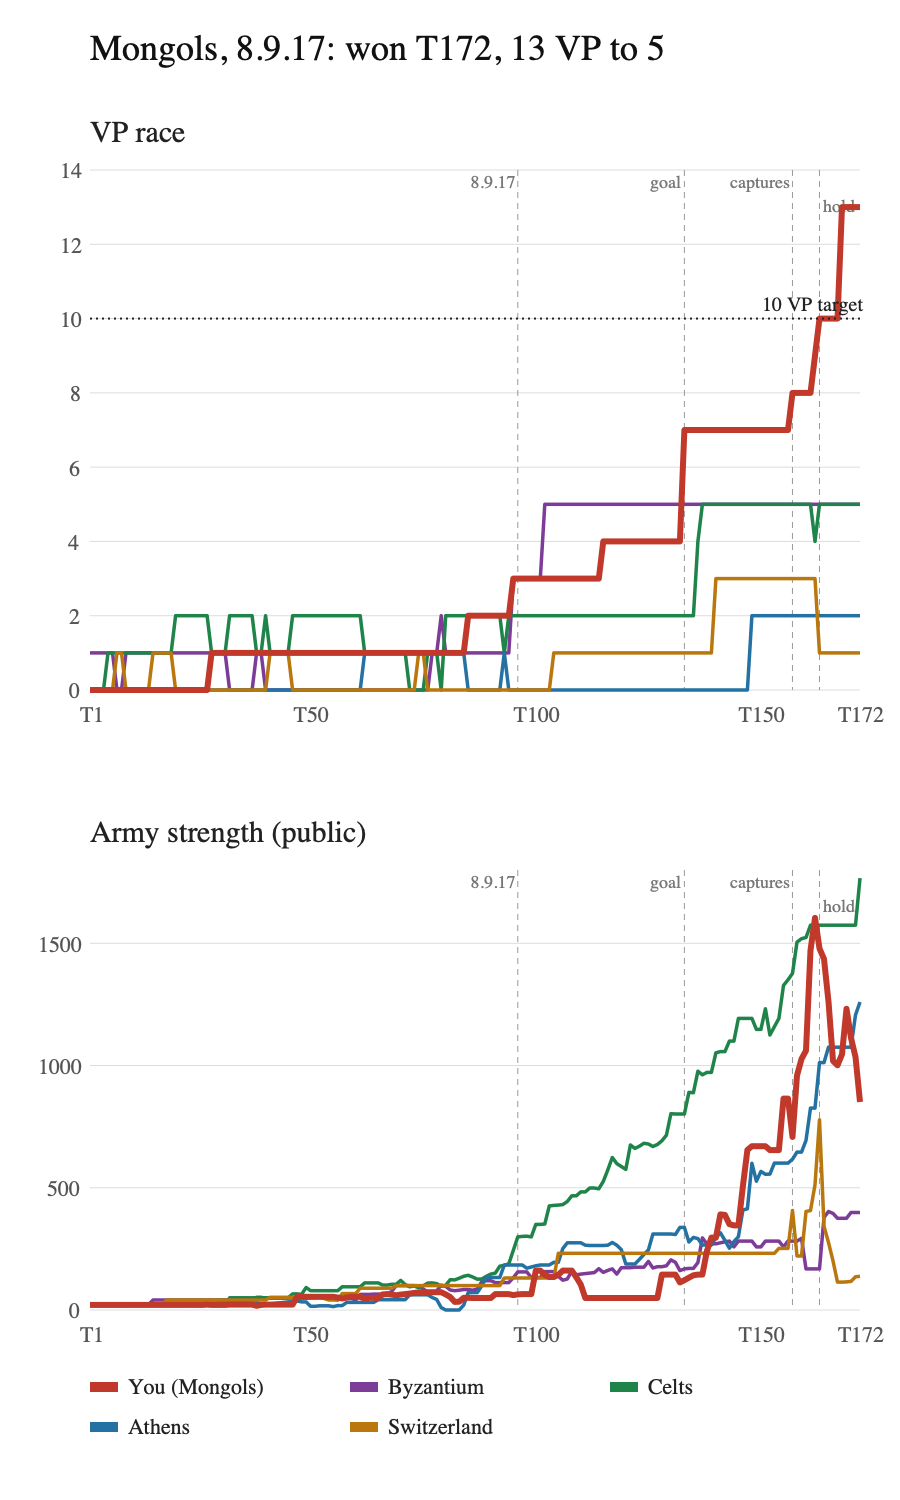 Mongols, 8.9.17: won T172, 13 VP to 5
VP race
14
8.9.17
goal
captures
hold
12
10 VP target
10
8
6
4
2
0
T1
T50
T100
T150
T172
Army strength (public)
8.9.17
goal
captures
hold
1500
1000
500
0
T1
T50
T100
T150
T172
You (Mongols)
Byzantium
Celts
Athens
Switzerland